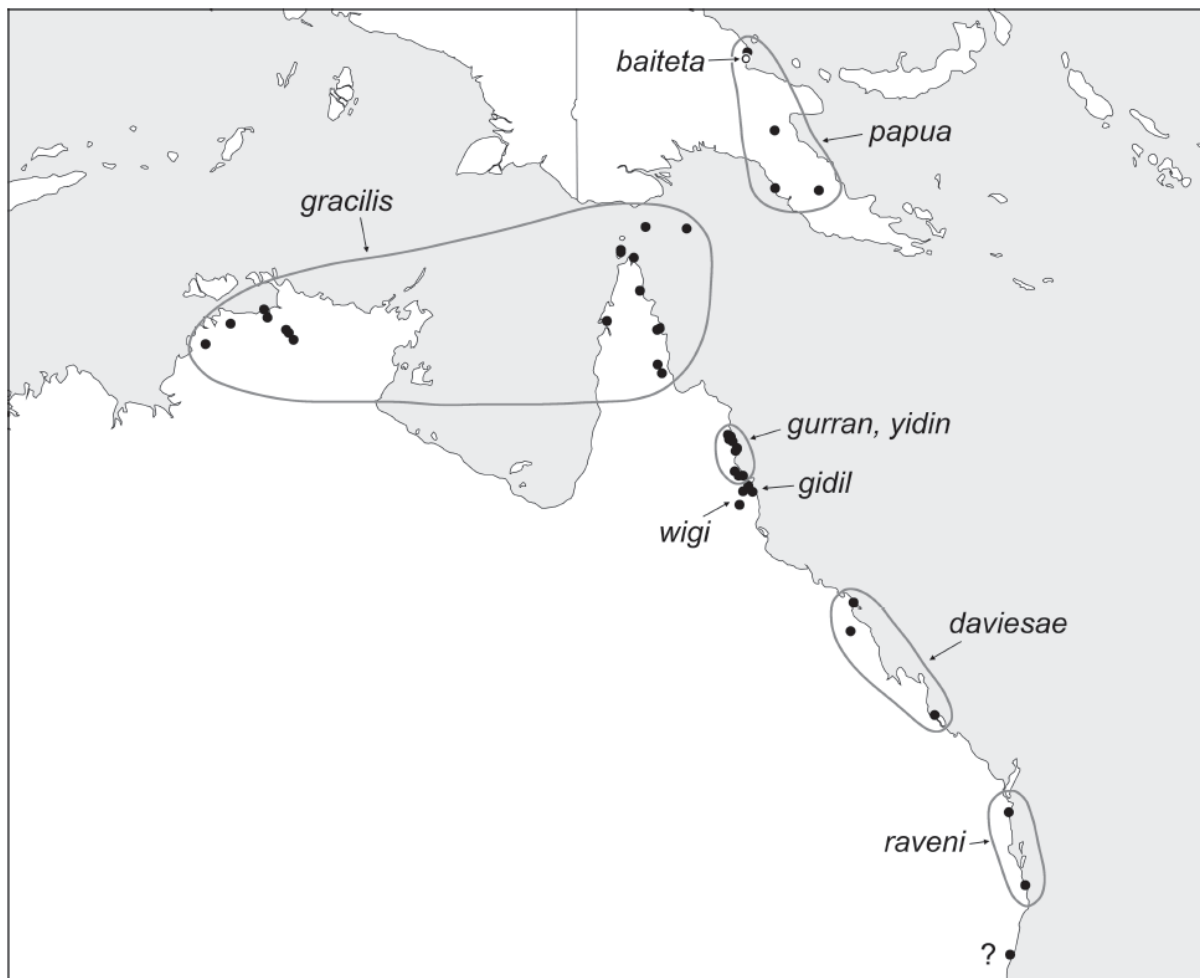 baiteta
papua
gracilis
gurran, yidin
gidil
wigi
daviesae
raveni
?